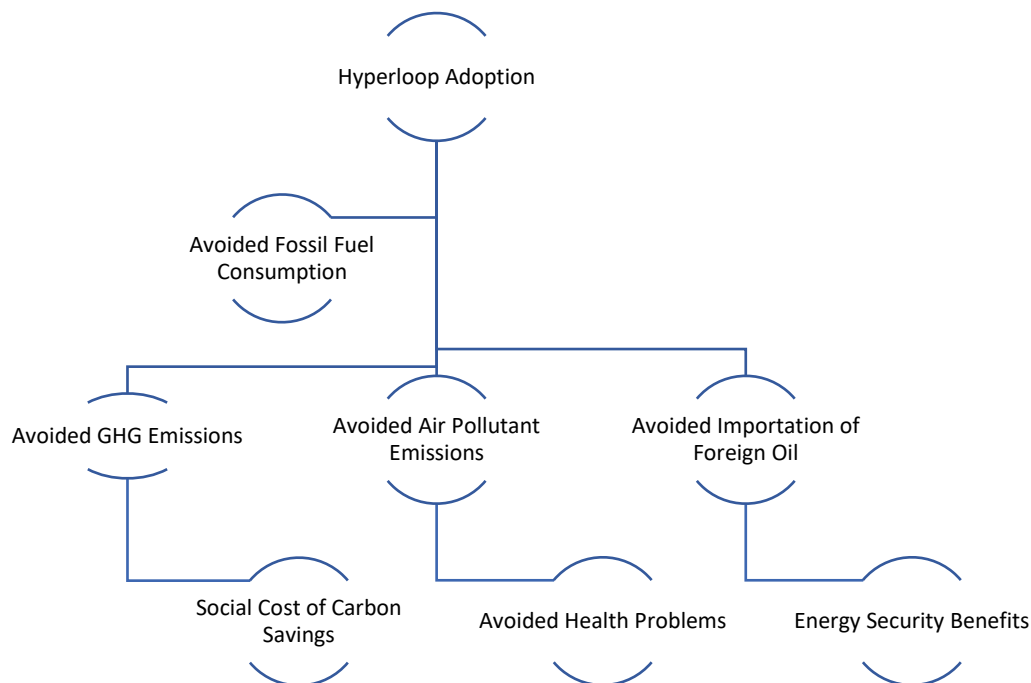 Hyperloop Adoption
Avoided Fossil Fuel
Consumption
Avoided GHG Emissions
Avoided Air Pollutant
Emissions
Avoided Importation of
Foreign Oil
Social Cost of Carbon
Savings
Avoided Health Problems
Energy Security Benefits